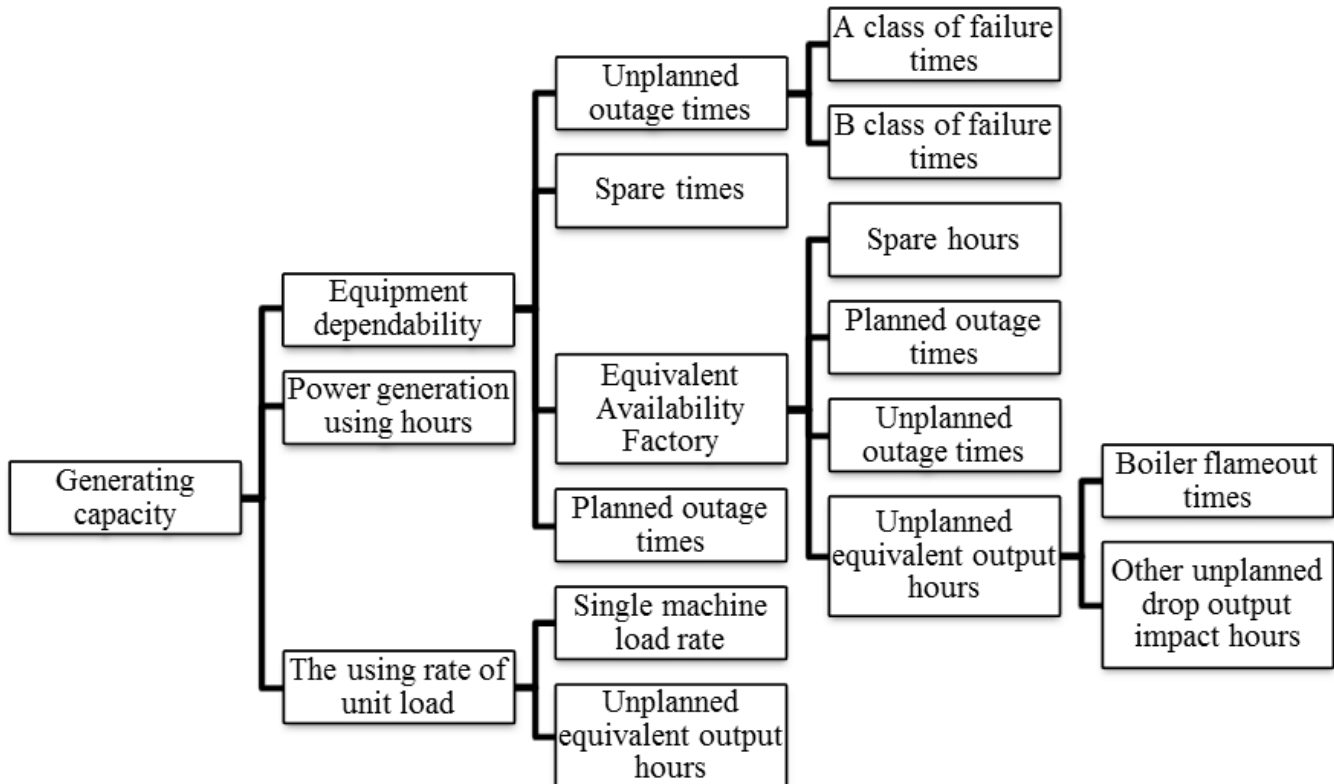 Generating
capacity
Equipment
dependability
Power generation
using hours
The using rate of
unit load
Unplanned
outage times
Spare times
Equivalent
Availability
Factory
Planned outage
times
Single machine
load rate
Unplanned
equivalent output
hours
A class of failure
times
B class of failure
times
Spare hours
Planned outage
times
Unplanned
outage times
Unplanned
equivalent output
hours
Boiler flameout
times
Other unplanned
drop output
impact hours